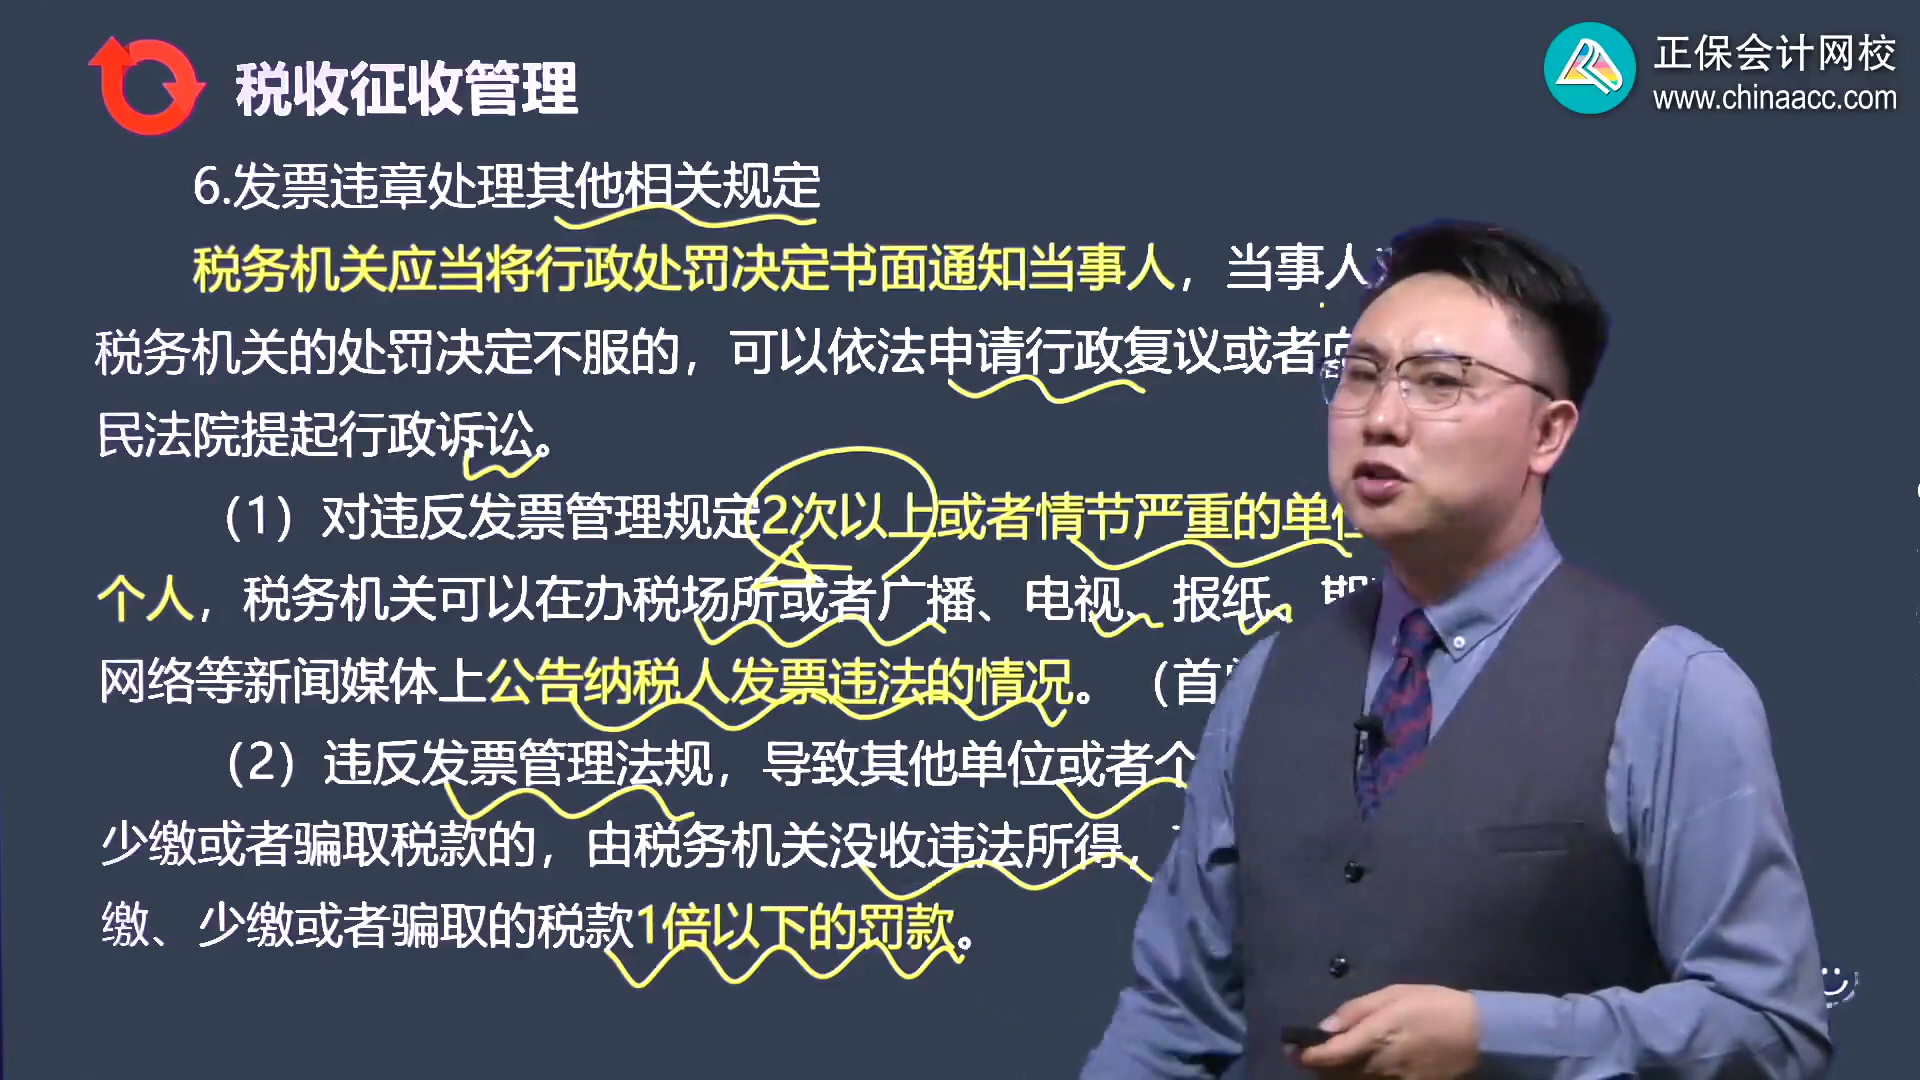 正保会计网校
www.chinaacc.com
税收征收管理
6.发票违章处理其他相关规定
税务机关应当将行政处罚决定书面通知当事人，当事人
税务机关的处罚决定不服的，可以依法申请行政复议或者向
民法院提起行政诉讼。
（1）对违反发票管理规定2次以上或者情节严重的单位
个人，税务机关可以在办税场所或者广播、电视、报纸、期
网络等新闻媒体上公告纳税人发票违法的情况。（首
（2）违反发票管理法规，导致其他单位或者个
少缴或者骗取税款的，由税务机关没收违法所得，
缴、少缴或者骗取的税款1倍以下的罚款。